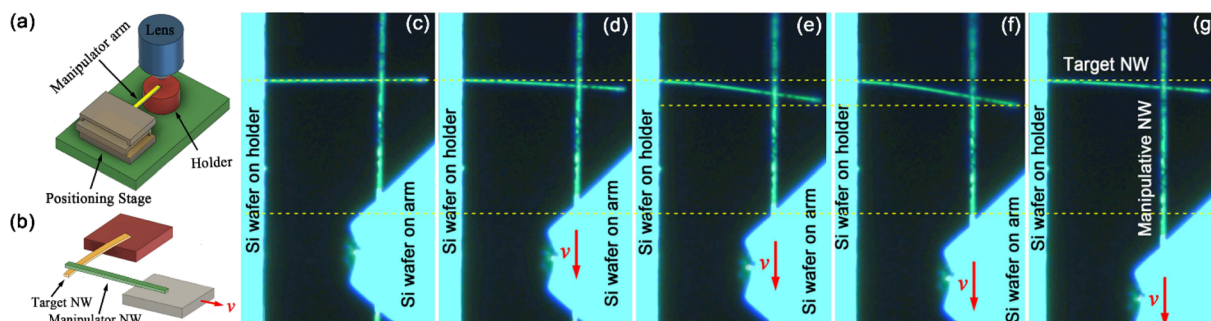 (a)
Lens
Manipulator arm
Holder
Positioning Stage
(b)
Target NW
Manipulator NW
v
(c)
Si wafer on holder
Si wafer on arm
(d)
Si wafer on holder
Si wafer on arm
v
(e)
Si wafer on holder
Si wafer on arm
v
(f)
Si wafer on holder
Si wafer on arm
v
(g)
Target NW
Manipulative NW
Si wafer on holder
v